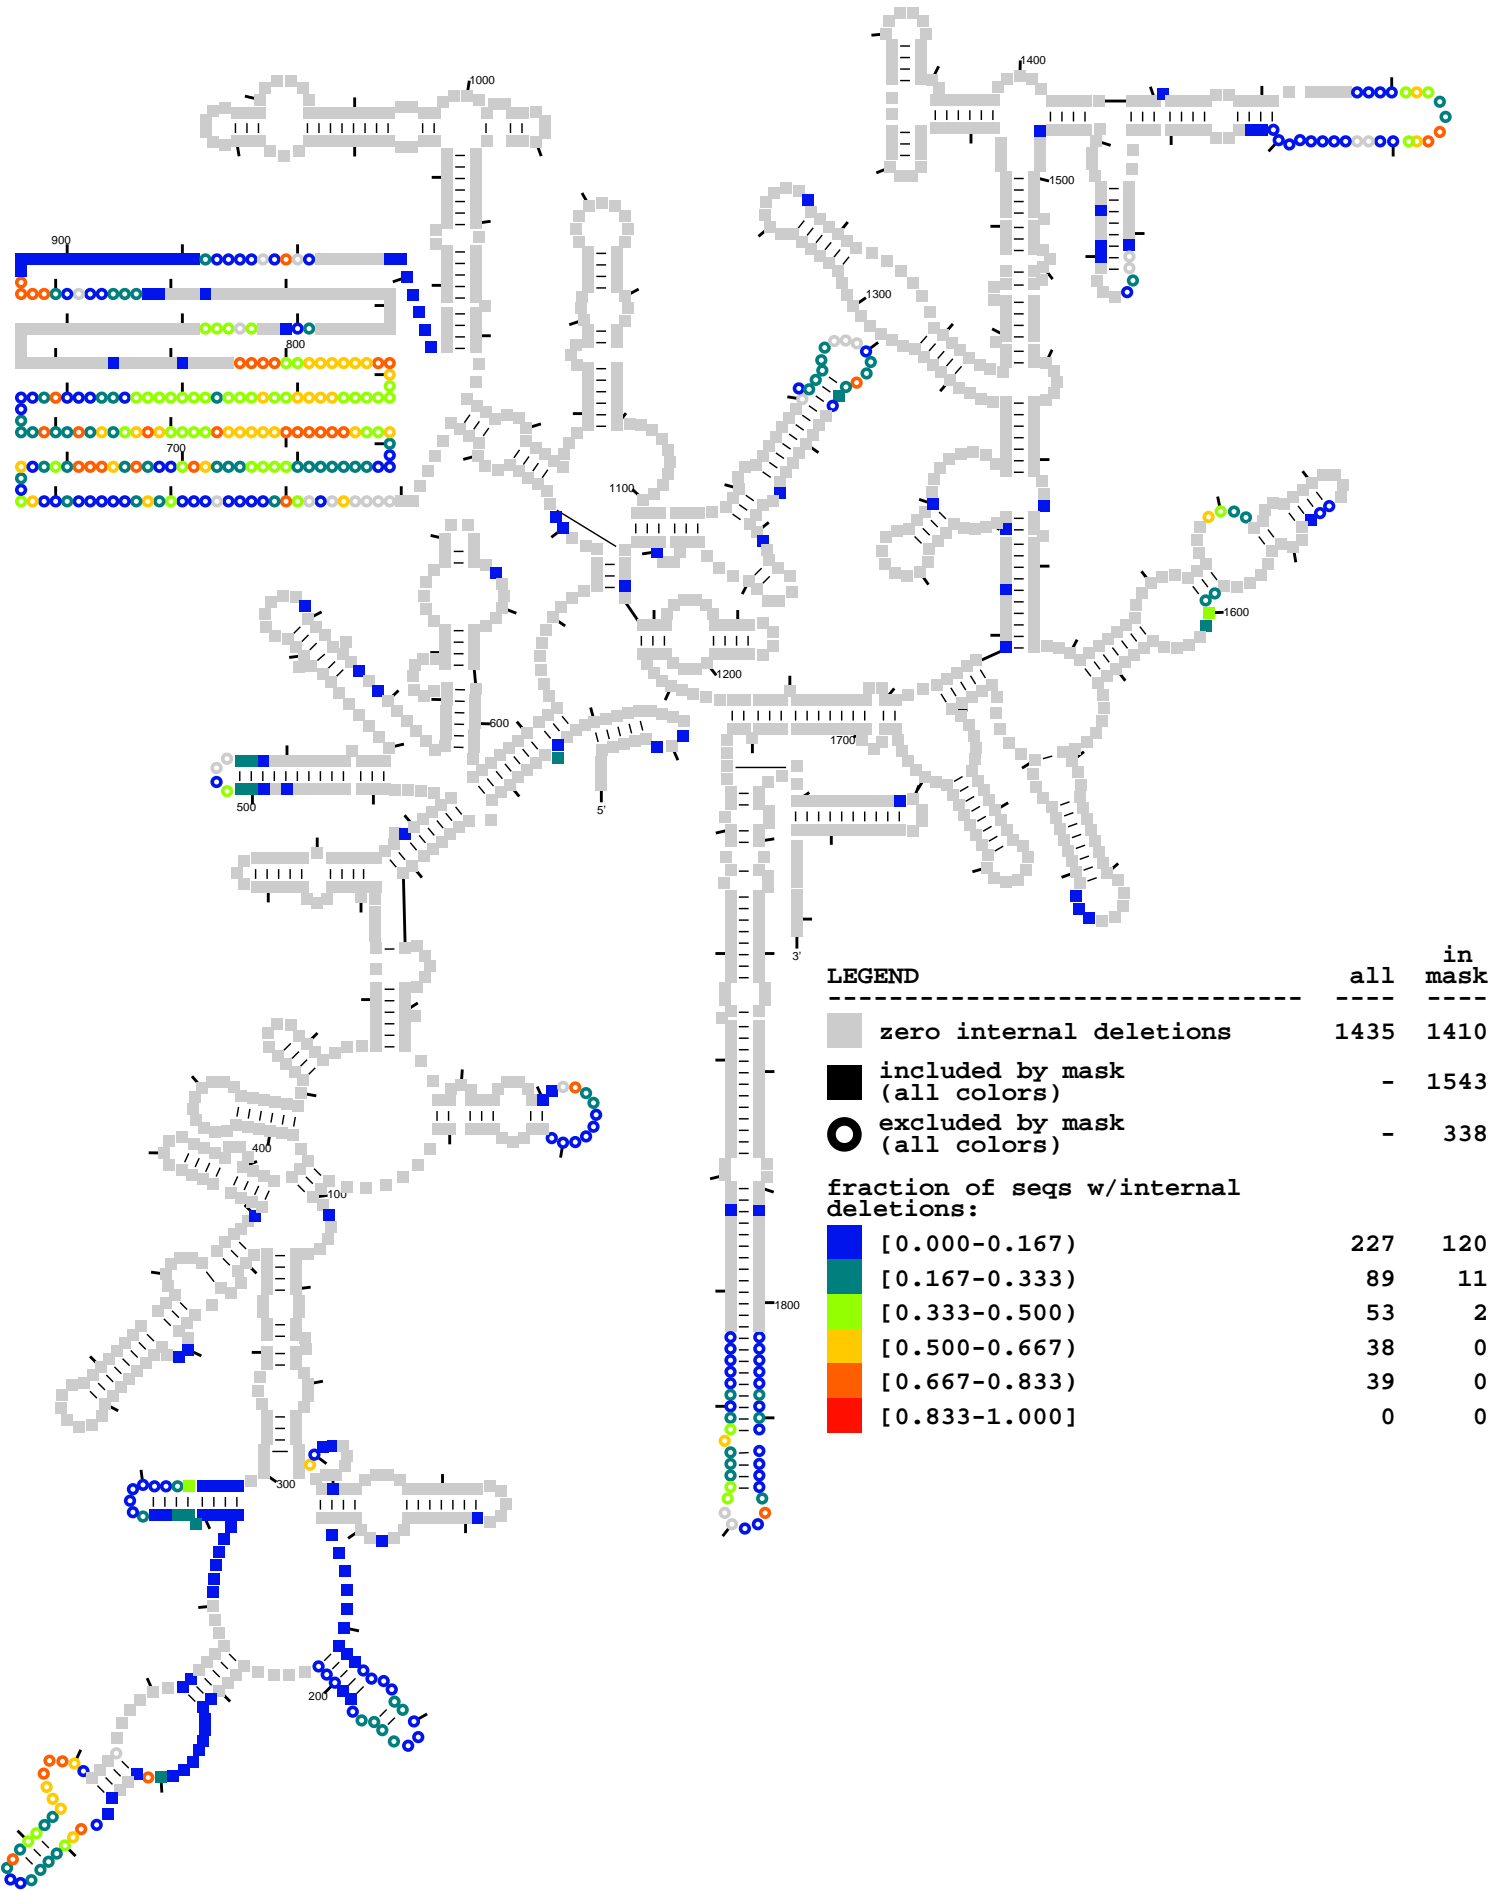 1000
1400
1500
900
1300
800
700
1100
1600
1200
600
1700
500
5'
3'
in
LEGEND all mask
zero internal deletions 1435 1410
included by mask
(all colors) - 1543
excluded by mask
(all colors) - 338
400
100
fraction of seqs w/internal
deletions:
[0.000-0.167) 227 120
[0.167-0.333) 89 11
1800
[0.333-0.500) 53 2
[0.500-0.667) 38 0
[0.667-0.833) 39 0
[0.833-1.000] 0 0
300
200